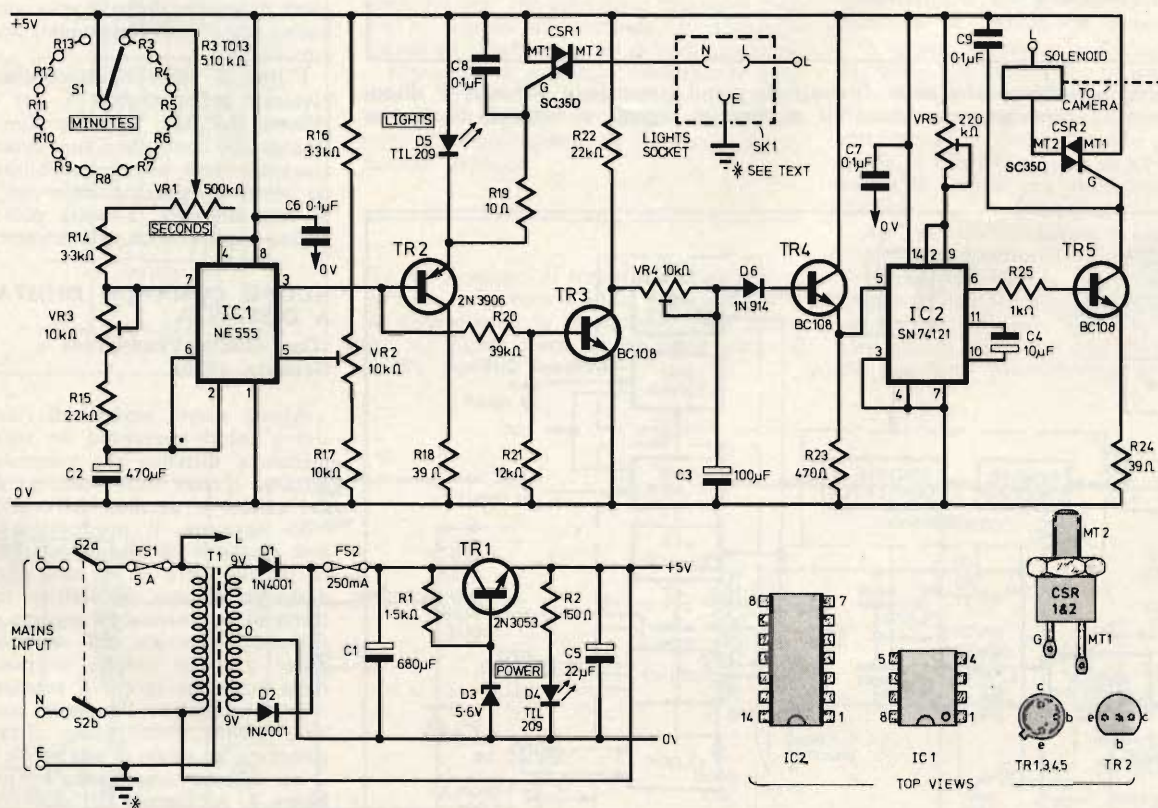 +5V
R13
R3
R3 TO13
510 kΩ
R12
R4
S1
R11
R5
MINUTES
R10
R6
R9
R8
R7
VR1
500kΩ
SECONDS
R14
3·3kΩ
C6 0·1μF
0V
4
8
7
3
IC1
NE555
VR3
10kΩ
6
5
2
1
R15
2·2kΩ
C2
470μF
0V
R16
3·3kΩ
VR2
10kΩ
R17
10kΩ
LIGHTS
D5
TIL 209
C8
0·1μF
CSR1
MT1
MT2
G
SC35D
R19
10Ω
TR2
2N3906
R18
39Ω
R20
39kΩ
R21
12kΩ
TR3
BC108
R22
22kΩ
N
L
L
E
LIGHTS
SOCKET
SK1
* SEE TEXT
VR4 10kΩ
D6
1N914
C3
100μF
TR4
BC108
R23
470Ω
C7
0·1μF
0V
C9
0·1μF
VR5
220
kΩ
14
2
9
5
6
IC2
SN74121
11
3
10
4
7
R25
1kΩ
C4
10μF
L
SOLENOID
TO
CAMERA
CSR2
MT2
MT1
SC35D
G
TR5
BC108
R24
39Ω
L
S2a
FS1
5 A
L
T1
9V
D1
1N4001
FS2
250mA
TR1
2N3053
+5V
R1
1·5kΩ
R2
150Ω
MAINS
INPUT
0
C1
680μF
POWER
C5
22μF
D3
5·6V
D4
TIL
209
N
S2b
9V
D2
1N4001
0V
E
*
8
7
14
1
IC2
5
4
8
1
IC1
TOP VIEWS
MT2
CSR
1&2
G
MT1
c
b
e
TR1,3,4,5
e
c
b
TR2